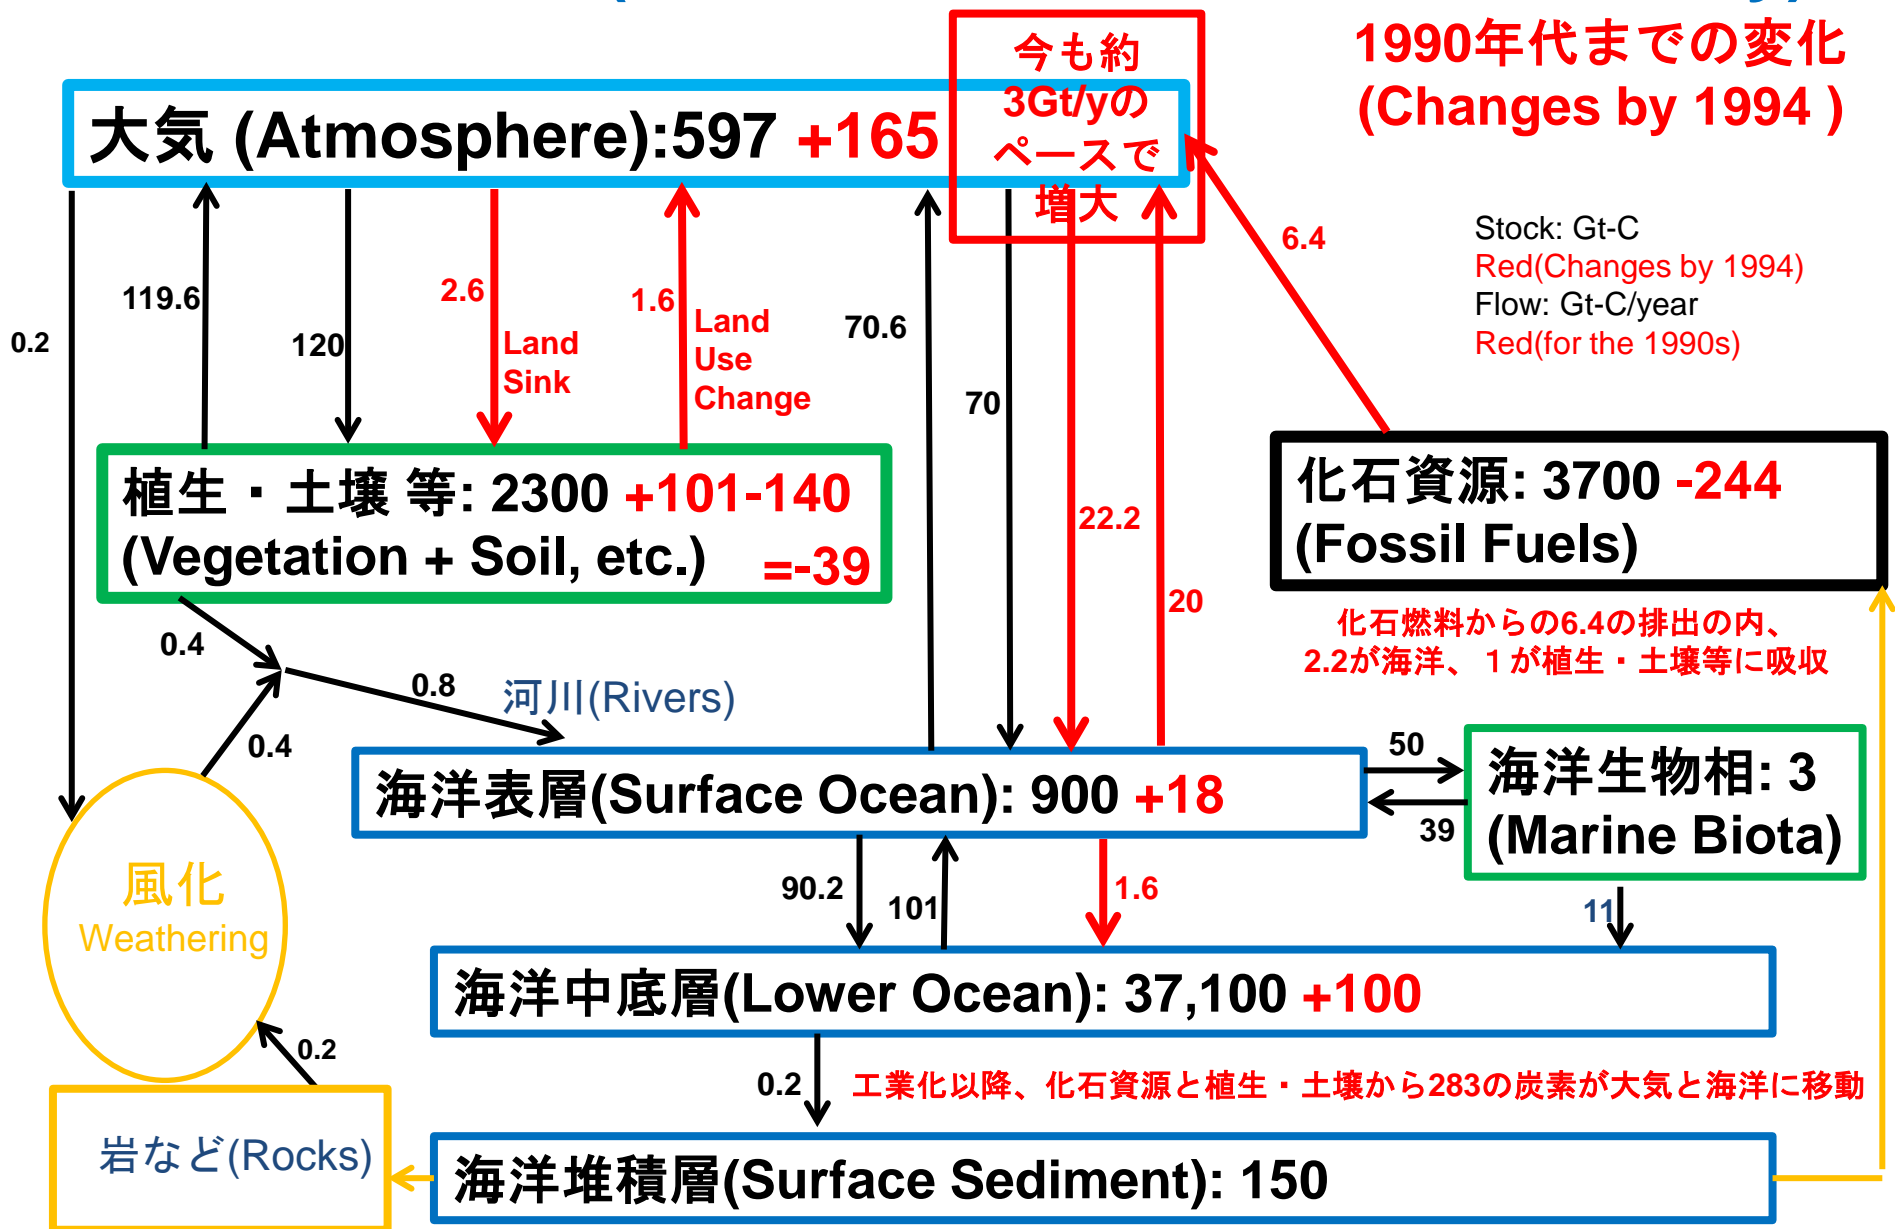 1990年代までの変化
(Changes by 1994 )
今も約
3Gt/yの
ペースで
増大
大気 (Atmosphere):597 +165
Stock: Gt-C
Red(Changes by 1994)
Flow: Gt-C/year
Red(for the 1990s)
0.2
119.6
120
2.6
Land
Sink
1.6
Land
Use
Change
70.6
70
22.2
20
6.4
植生・土壌 等: 2300 +101-140
(Vegetation + Soil, etc.) =-39
化石資源: 3700 -244
(Fossil Fuels)
化石燃料からの6.4の排出の内、
2.2が海洋、１が植生・土壌等に吸収
0.4
0.8
河川(Rivers)
0.4
海洋表層(Surface Ocean): 900 +18
50
39
海洋生物相: 3
(Marine Biota)
風化
Weathering
90.2
101
1.6
11
海洋中底層(Lower Ocean): 37,100 +100
0.2
0.2
工業化以降、化石資源と植生・土壌から283の炭素が大気と海洋に移動
岩など(Rocks)
海洋堆積層(Surface Sediment): 150